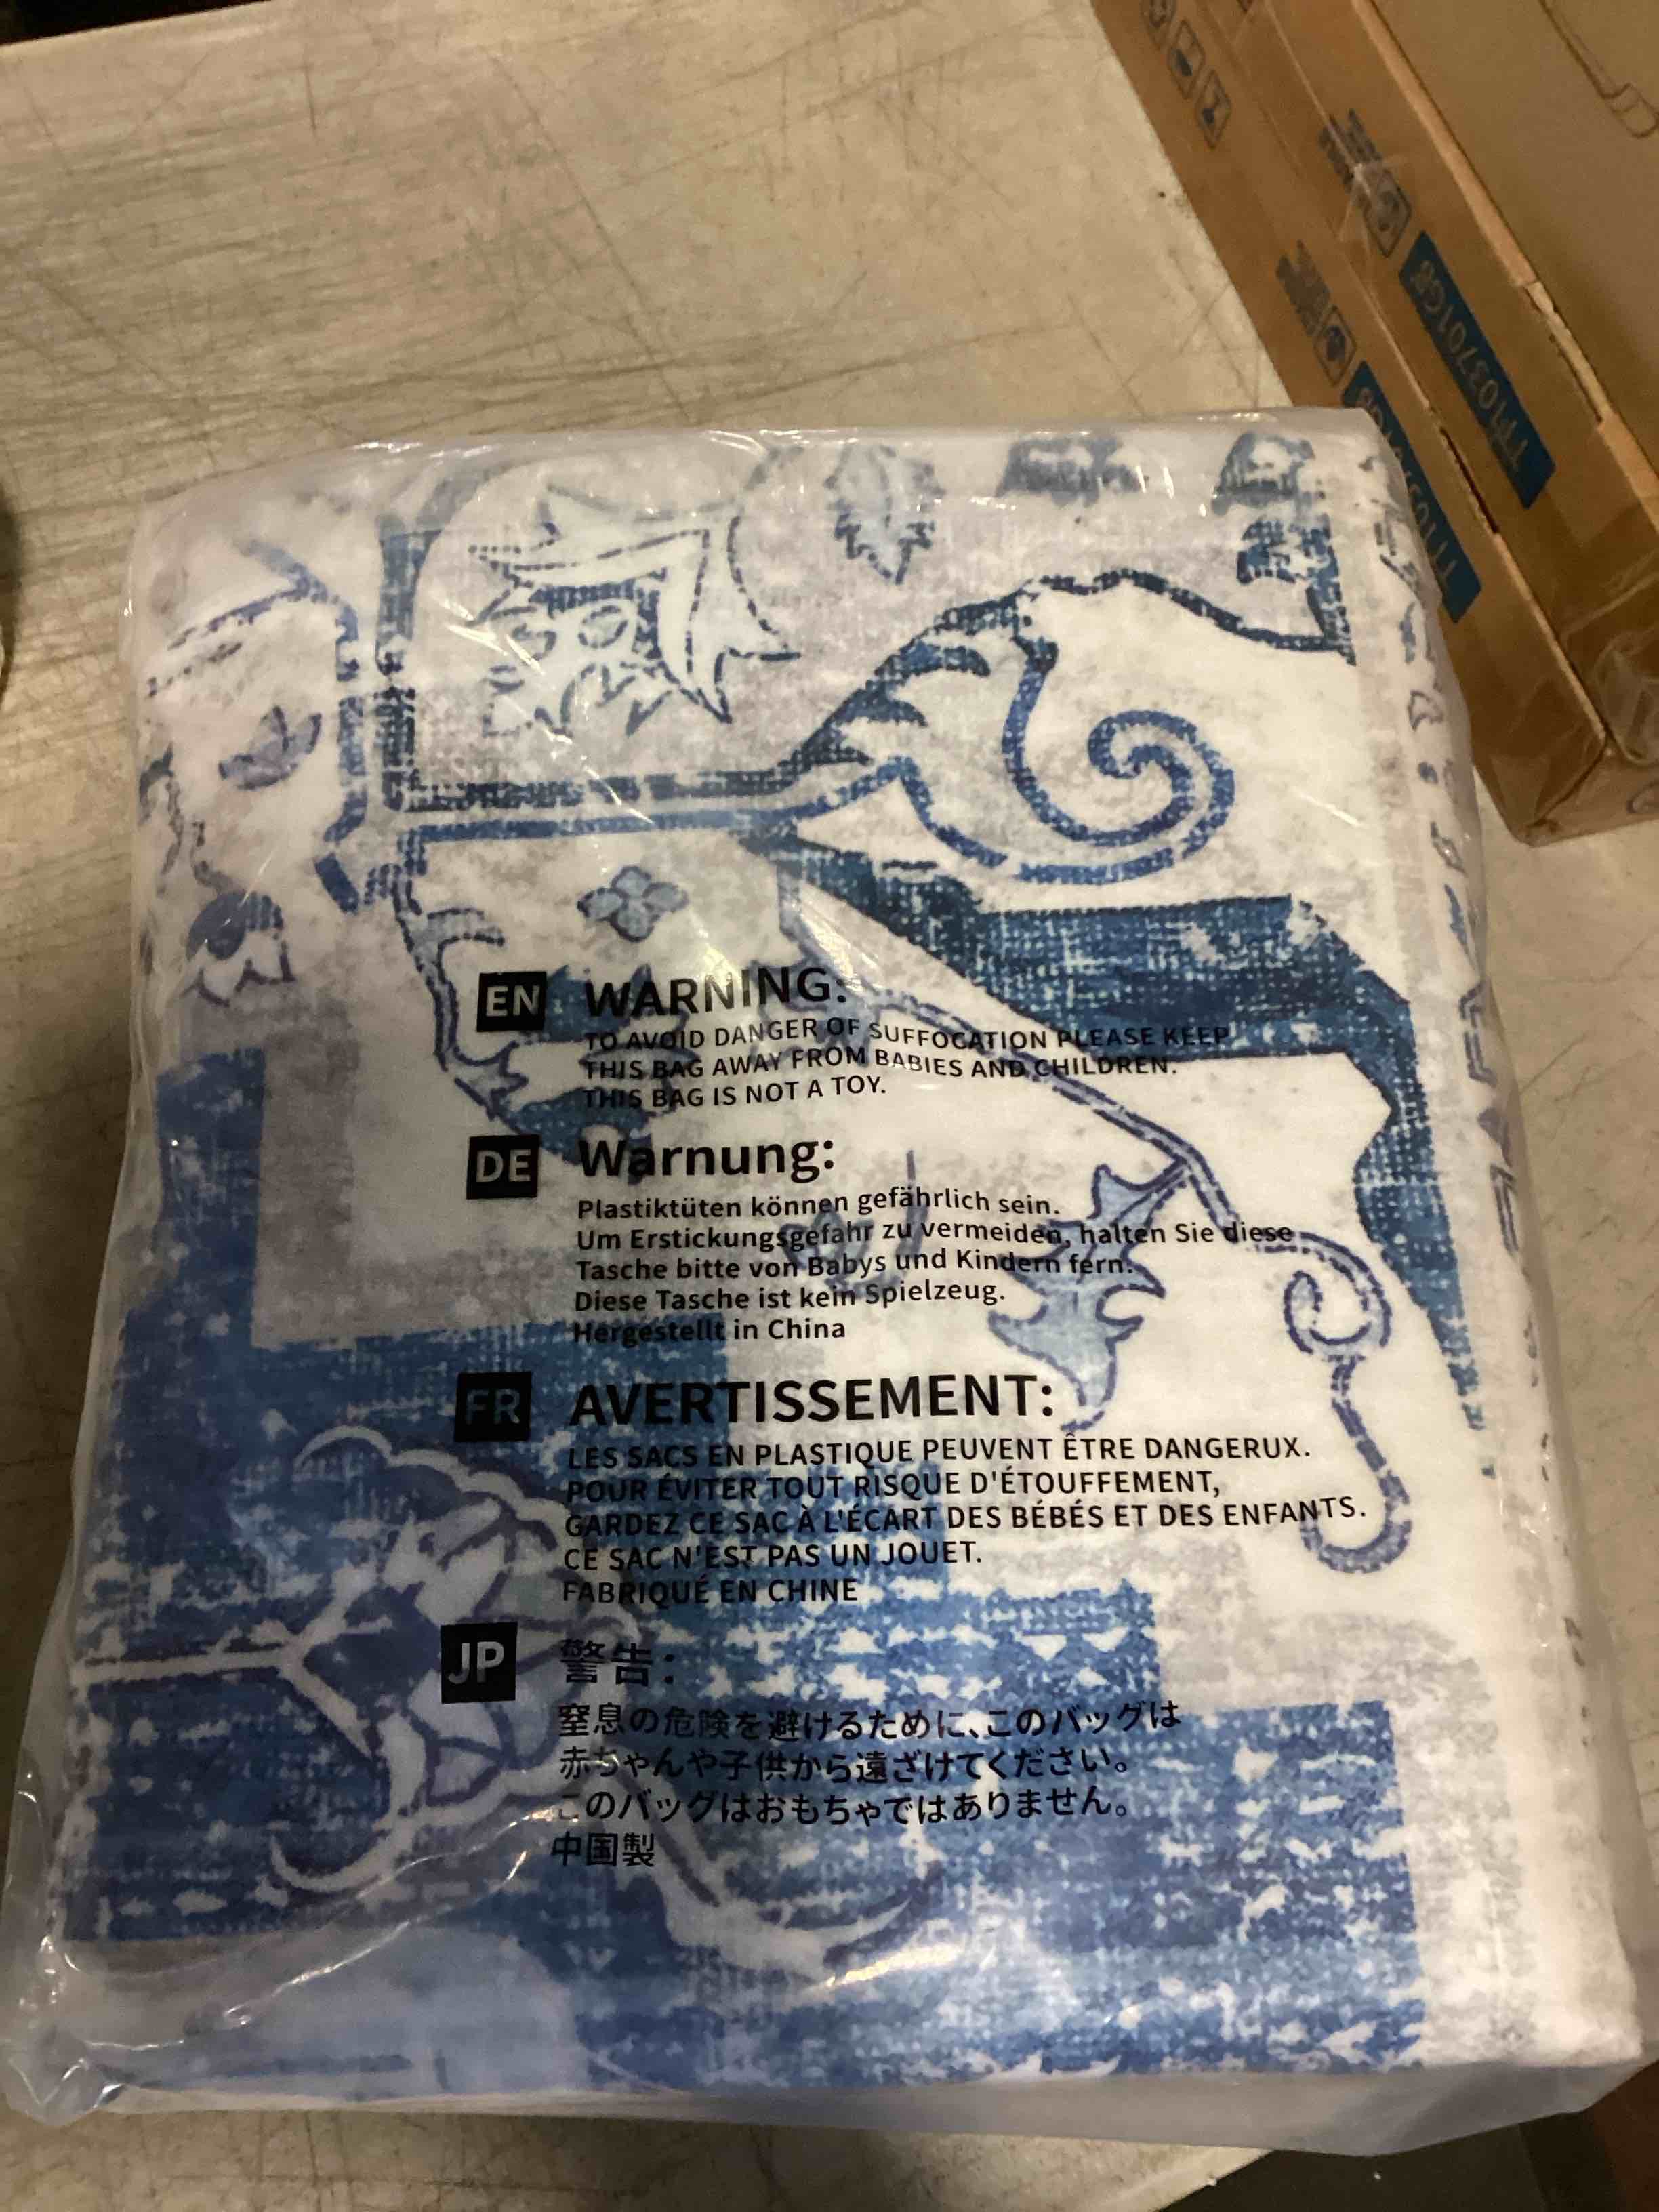 EN WARNING:
TO AVOID DANGER OF SUFFOCATION PLEASE KEEP
THIS BAG AWAY FROM BABIES AND CHILDREN.
THIS BAG IS NOT A TOY.
DE Warnung:
Plastiktüten können gefährlich sein.
Um Erstickungsgefahr zu vermeiden, halten Sie diese
Tasche bitte von Babys und Kindern fern.
Diese Tasche ist kein Spielzeug.
Hergestellt in China
FR AVERTISSEMENT:
LES SACS EN PLASTIQUE PEUVENT ÊTRE DANGERUX.
POUR ÉVITER TOUT RISQUE D'ÉTOUFFEMENT,
GARDEZ CE SAC À L'ÉCART DES BÉBÉS ET DES ENFANTS.
CE SAC N'EST PAS UN JOUET.
FABRIQUÉ EN CHINE
JP 警告:
窒息の危険を避けるために、このバッグは
赤ちゃんや子供から遠ざけてください。
このバッグはおもちゃではありません。
中国製